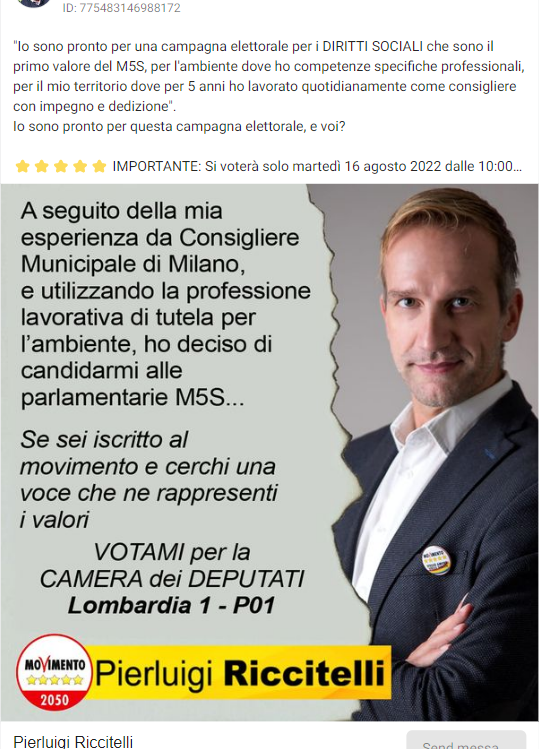 ID: 775483146988172
"Io sono pronto per una campagna elettorale per i DIRITTI SOCIALI che sono il
primo valore del M5S, per l'ambiente dove ho competenze specifiche professionali,
per il mio territorio dove per 5 anni ho lavorato quotidianamente come consigliere
con impegno e dedizione".
Io sono pronto per questa campagna elettorale, e voi?
⭐⭐⭐⭐⭐ IMPORTANTE: Si voterà solo martedì 16 agosto 2022 dalle 10:00...
A seguito della mia
esperienza da Consigliere
Municipale di Milano,
e utilizzando la professione
lavorativa di tutela per
l'ambiente, ho deciso di
candidarmi alle
parlamentarie M5S...
Se sei iscritto al
movimento e cerchi una
voce che ne rappresenti
i valori
VOTAMI per la
CAMERA dei DEPUTATI
Lombardia 1 - P01
MOVIMENTO
2050
Pierluigi Riccitelli
MOVIMENTO
Pierluigi Riccitelli
Send message